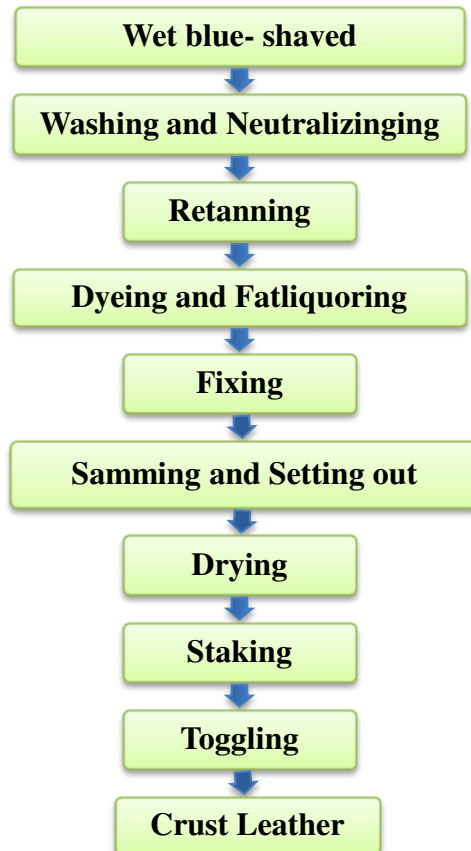 Wet blue- shaved
Washing and Neutralizinging
Retanning
Dyeing and Fatliquoring
Fixing
Samming and Setting out
Drying
Staking
Toggling
Crust Leather